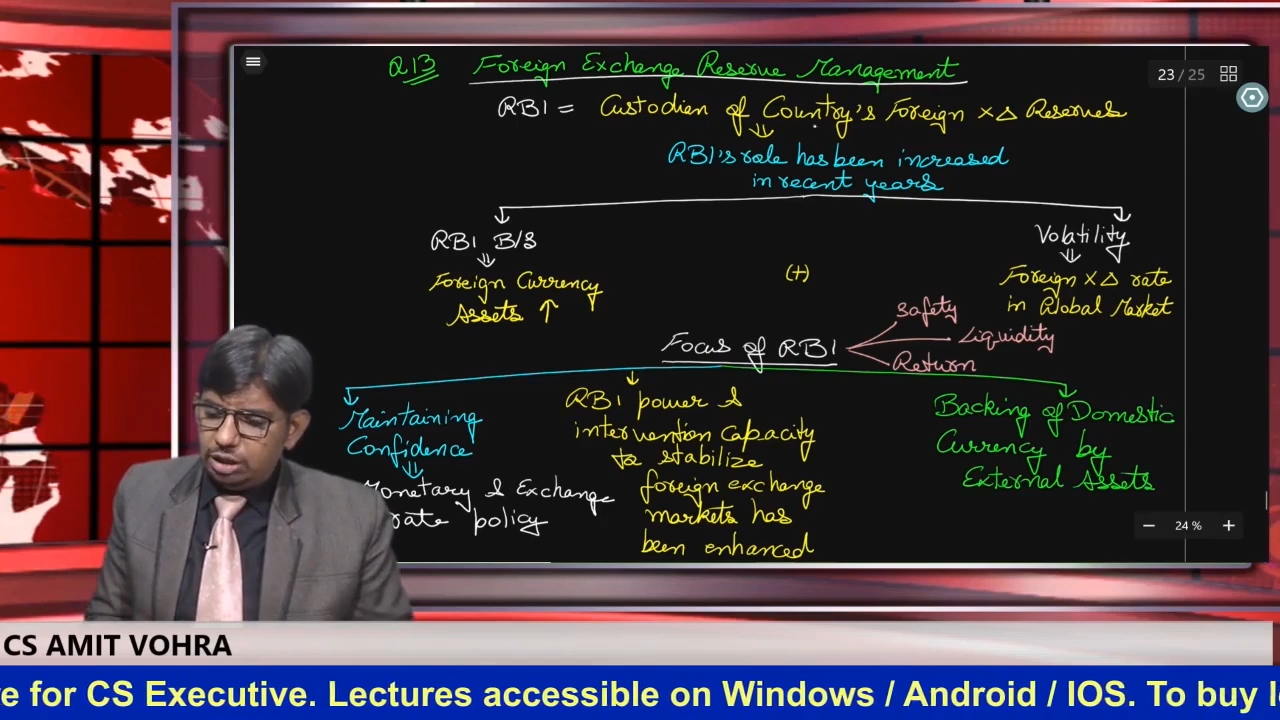 Q13 Foreign Exchange Reserve Management
23 / 25
RBI = Custodian of Country's Foreign X∆ Reserves
⇓
RBI's role has been increased
in recent years
RBI B/S
⇓
Foreign Currency
Assets ↑
(+)
Volatility
⇓
Foreign X∆ rate
in Global Market
Focus of RBI
Safety
Liquidity
Return
Maintaining
Confidence
⇓
Monetary & Exchange
rate policy
RBI power &
intervention capacity
to stabilize
foreign exchange
markets has
been enhanced
Backing of Domestic
Currency by
External Assets
− 24 % +
CS AMIT VOHRA
e for CS Executive. Lectures accessible on Windows / Android / IOS. To buy l